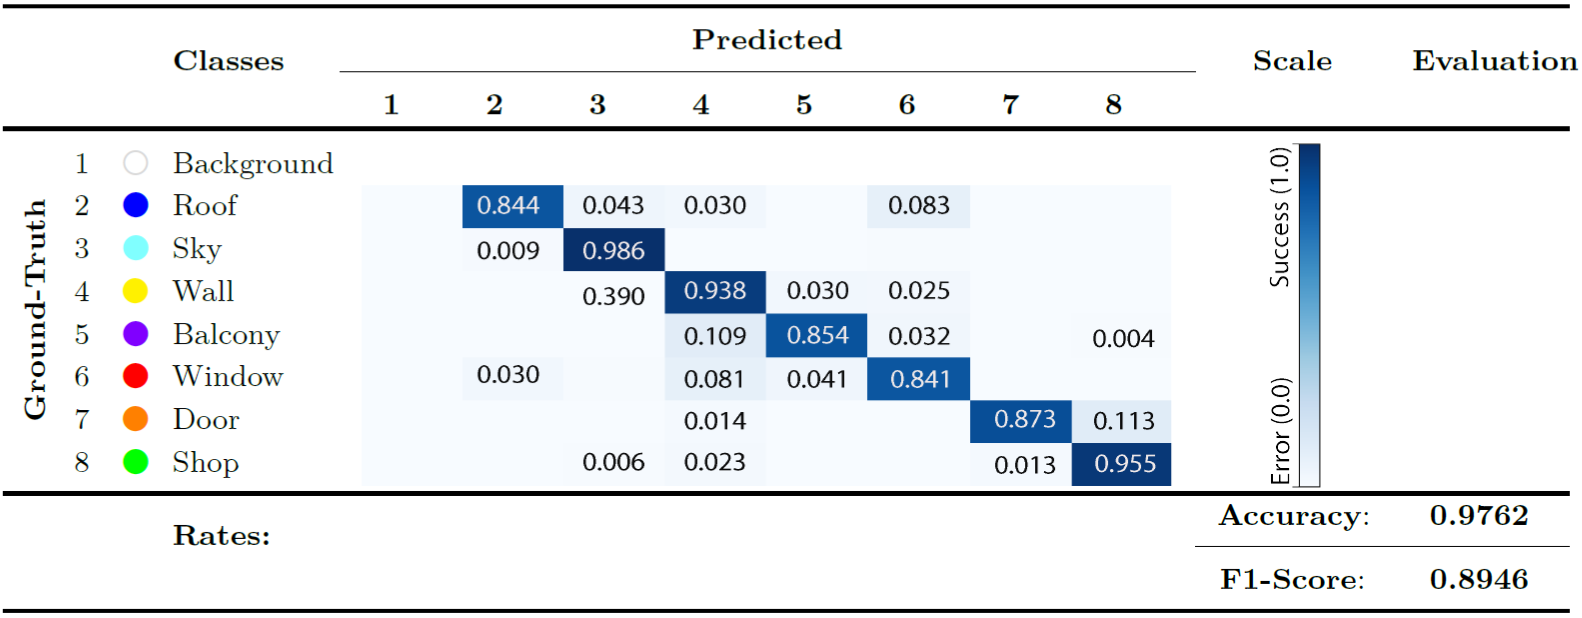 Classes Predicted Scale Evaluation
1 2 3 4 5 6 7 8
Ground-Truth
1 Background
2 Roof 0.844 0.043 0.030 0.083
3 Sky 0.009 0.986
4 Wall 0.390 0.938 0.030 0.025
5 Balcony 0.109 0.854 0.032 0.004
6 Window 0.030 0.081 0.041 0.841
7 Door 0.014 0.873 0.113
8 Shop 0.006 0.023 0.013 0.955
Success (1.0)
Error (0.0)
Rates:
Accuracy: 0.9762
F1-Score: 0.8946